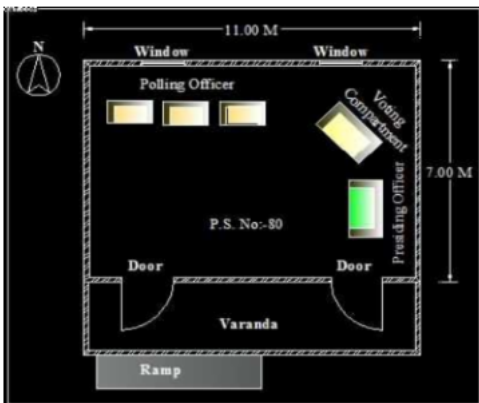 11.00 M
N
Window
Window
Polling Officer
Voting
Compartment
7.00 M
Presiding Officer
P.S. No:-80
Door
Door
Varanda
Ramp